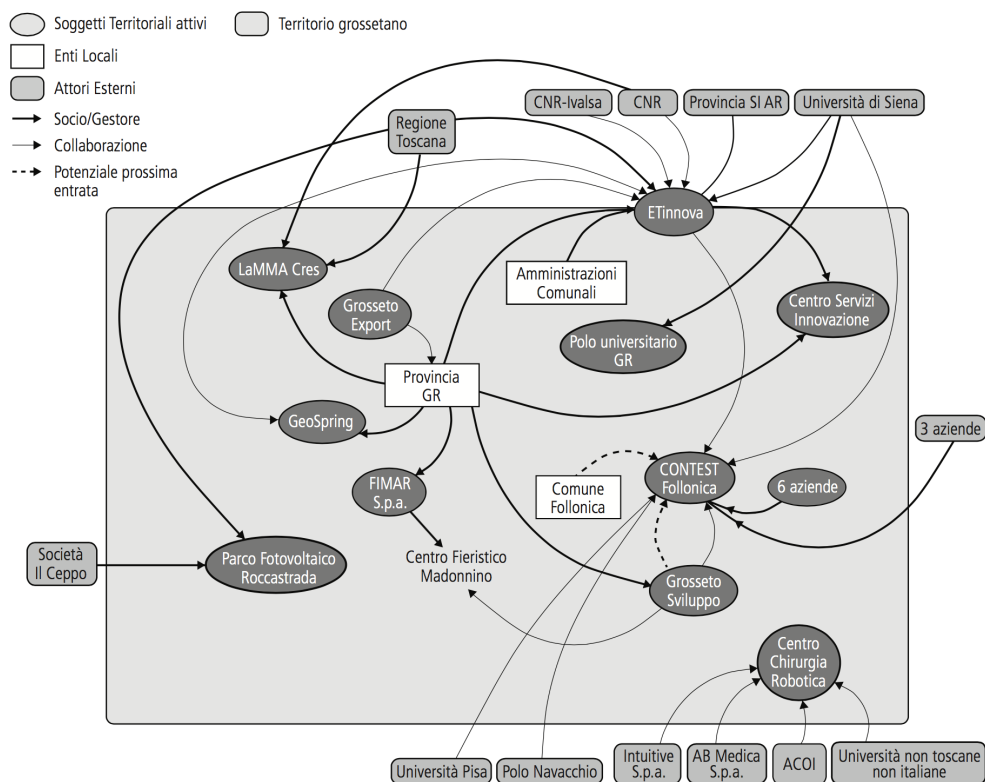 Soggetti Territoriali attivi
Territorio grossetano
Enti Locali
Attori Esterni
Socio/Gestore
Collaborazione
Potenziale prossima
entrata
Regione
Toscana
CNR-Ivalsa
CNR
Provincia SI AR
Università di Siena
ETinnova
LaMMA Cres
Grosseto
Export
Amministrazioni
Comunali
Centro Servizi
Innovazione
Polo universitario
GR
Provincia
GR
GeoSpring
3 aziende
FIMAR
S.p.a.
Comune
Follonica
CONTEST
Follonica
6 aziende
Società
Il Ceppo
Parco Fotovoltaico
Roccastrada
Centro Fieristico
Madonnino
Grosseto
Sviluppo
Centro
Chirurgia
Robotica
Università Pisa
Polo Navacchio
Intuitive
S.p.a.
AB Medica
S.p.a.
ACOI
Università non toscane
non italiane